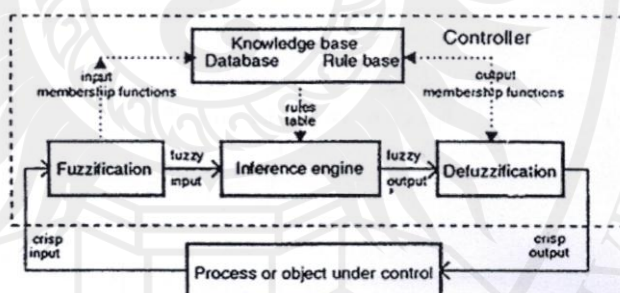 Controller
Knowledge base
Database Rule base
input
membership functions
output
membership functions
rules
table
Fuzzification
fuzzy
input
Inference engine
fuzzy
output
Defuzzification
crisp
input
crisp
output
Process or object under control